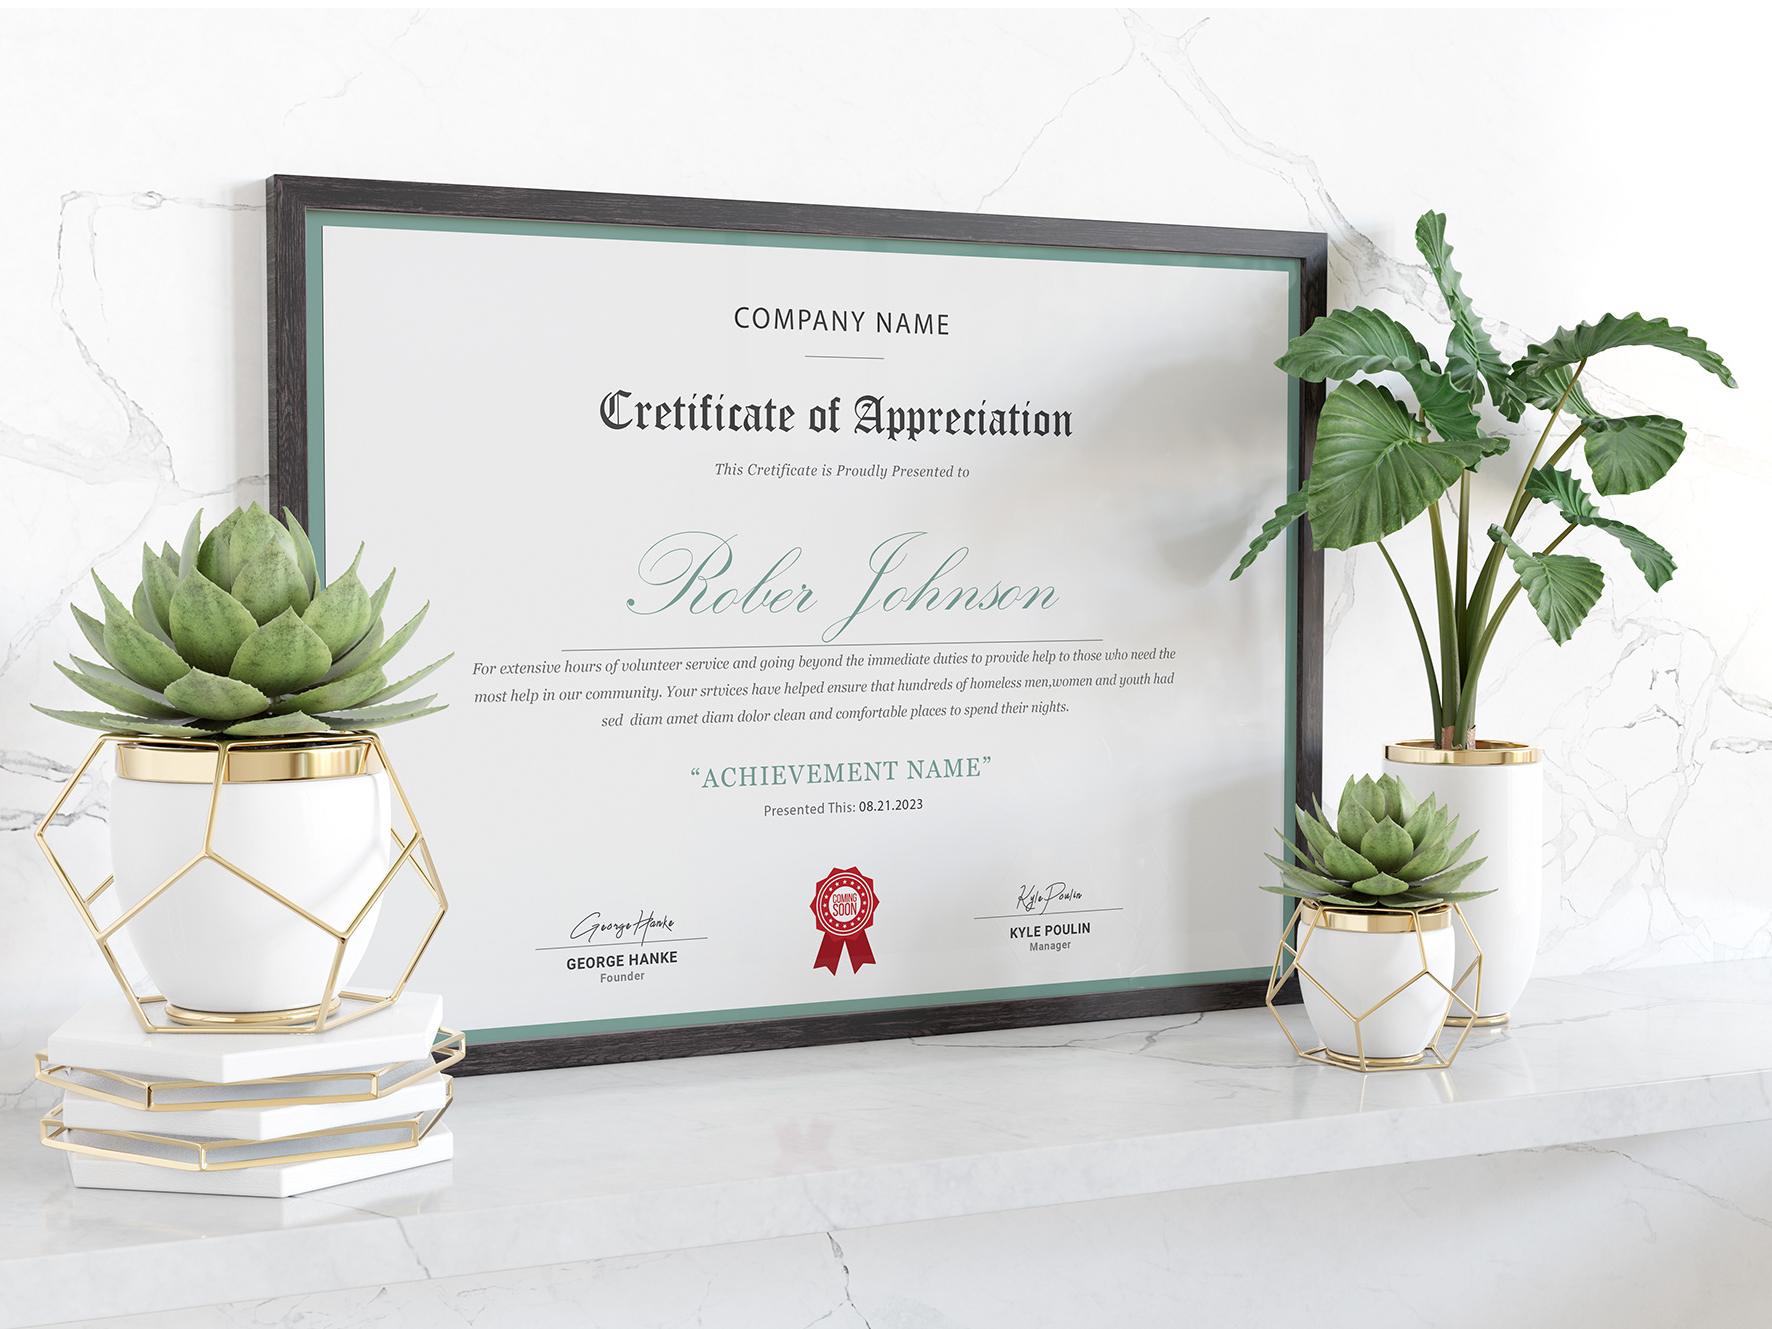 COMPANY NAME
Cretificate of Appreciation
This Cretificate is Proudly Presented to
Rober Johnson
For extensive hours of volunteer service and going beyond the immediate duties to provide help to those who need the
most help in our community. Your srtvices have helped ensure that hundreds of homeless men,women and youth had
sed diam amet diam dolor clean and comfortable places to spend their nights.
“ACHIEVEMENT NAME”
Presented This: 08.21.2023
George Hanke
GEORGE HANKE
Founder
COMING
SOON
Kyle Poulin
KYLE POULIN
Manager